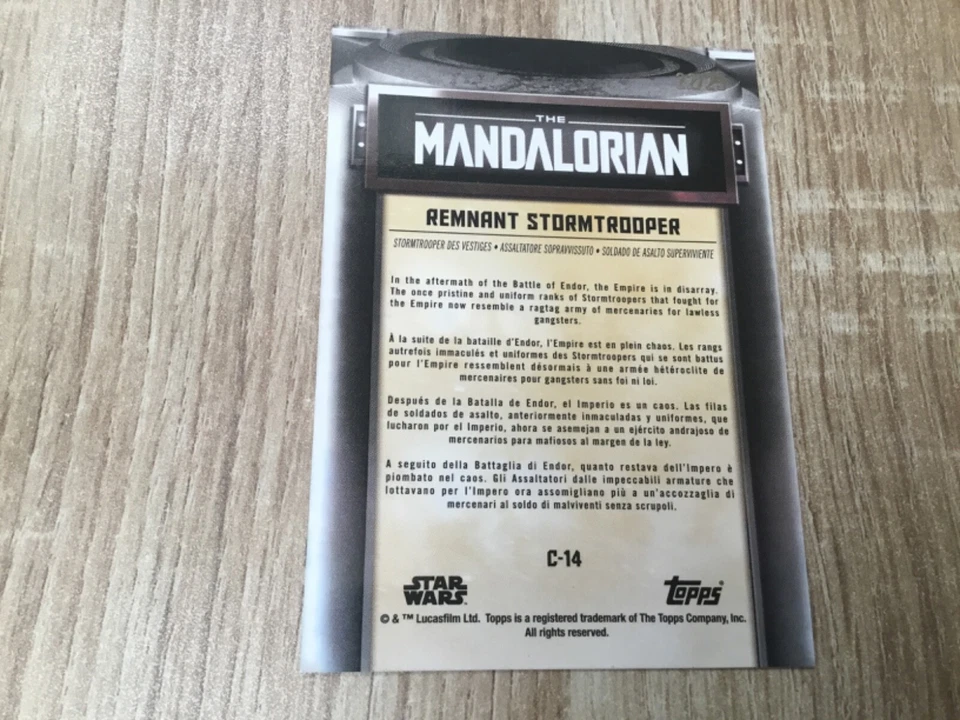 THE
MANDALORIAN
REMNANT STORMTROOPER
STORMTROOPER DES VESTIGES • ASSALTATORE SOPRAVVISSUTO • SOLDADO DE ASALTO SUPERVIVIENTE
In the aftermath of the Battle of Endor, the Empire is in disarray.
The once pristine and uniform ranks of Stormtroopers that fought for
the Empire now resemble a ragtag army of mercenaries for lawless
gangsters.
À la suite de la bataille d'Endor, l'Empire est en plein chaos. Les rangs
autrefois immaculés et uniformes des Stormtroopers qui se sont battus
pour l'Empire ressemblent désormais à une armée hétéroclite de
mercenaires pour gangsters sans foi ni loi.
Después de la Batalla de Endor, el Imperio es un caos. Las filas
de soldados de asalto, anteriormente inmaculadas y uniformes, que
lucharon por el Imperio, ahora se asemejan a un ejército andrajoso de
mercenarios para mafiosos al margen de la ley.
A seguito della Battaglia di Endor, quanto restava dell'Impero è
piombato nel caos. Gli Assaltatori dalle impeccabili armature che
lottavano per l'Impero ora assomigliano più a un'accozzaglia di
mercenari al soldo di malviventi senza scrupoli.
C-14
STAR
WARS
Topps®
© & ™ Lucasfilm Ltd. Topps is a registered trademark of The Topps Company, Inc.
All rights reserved.